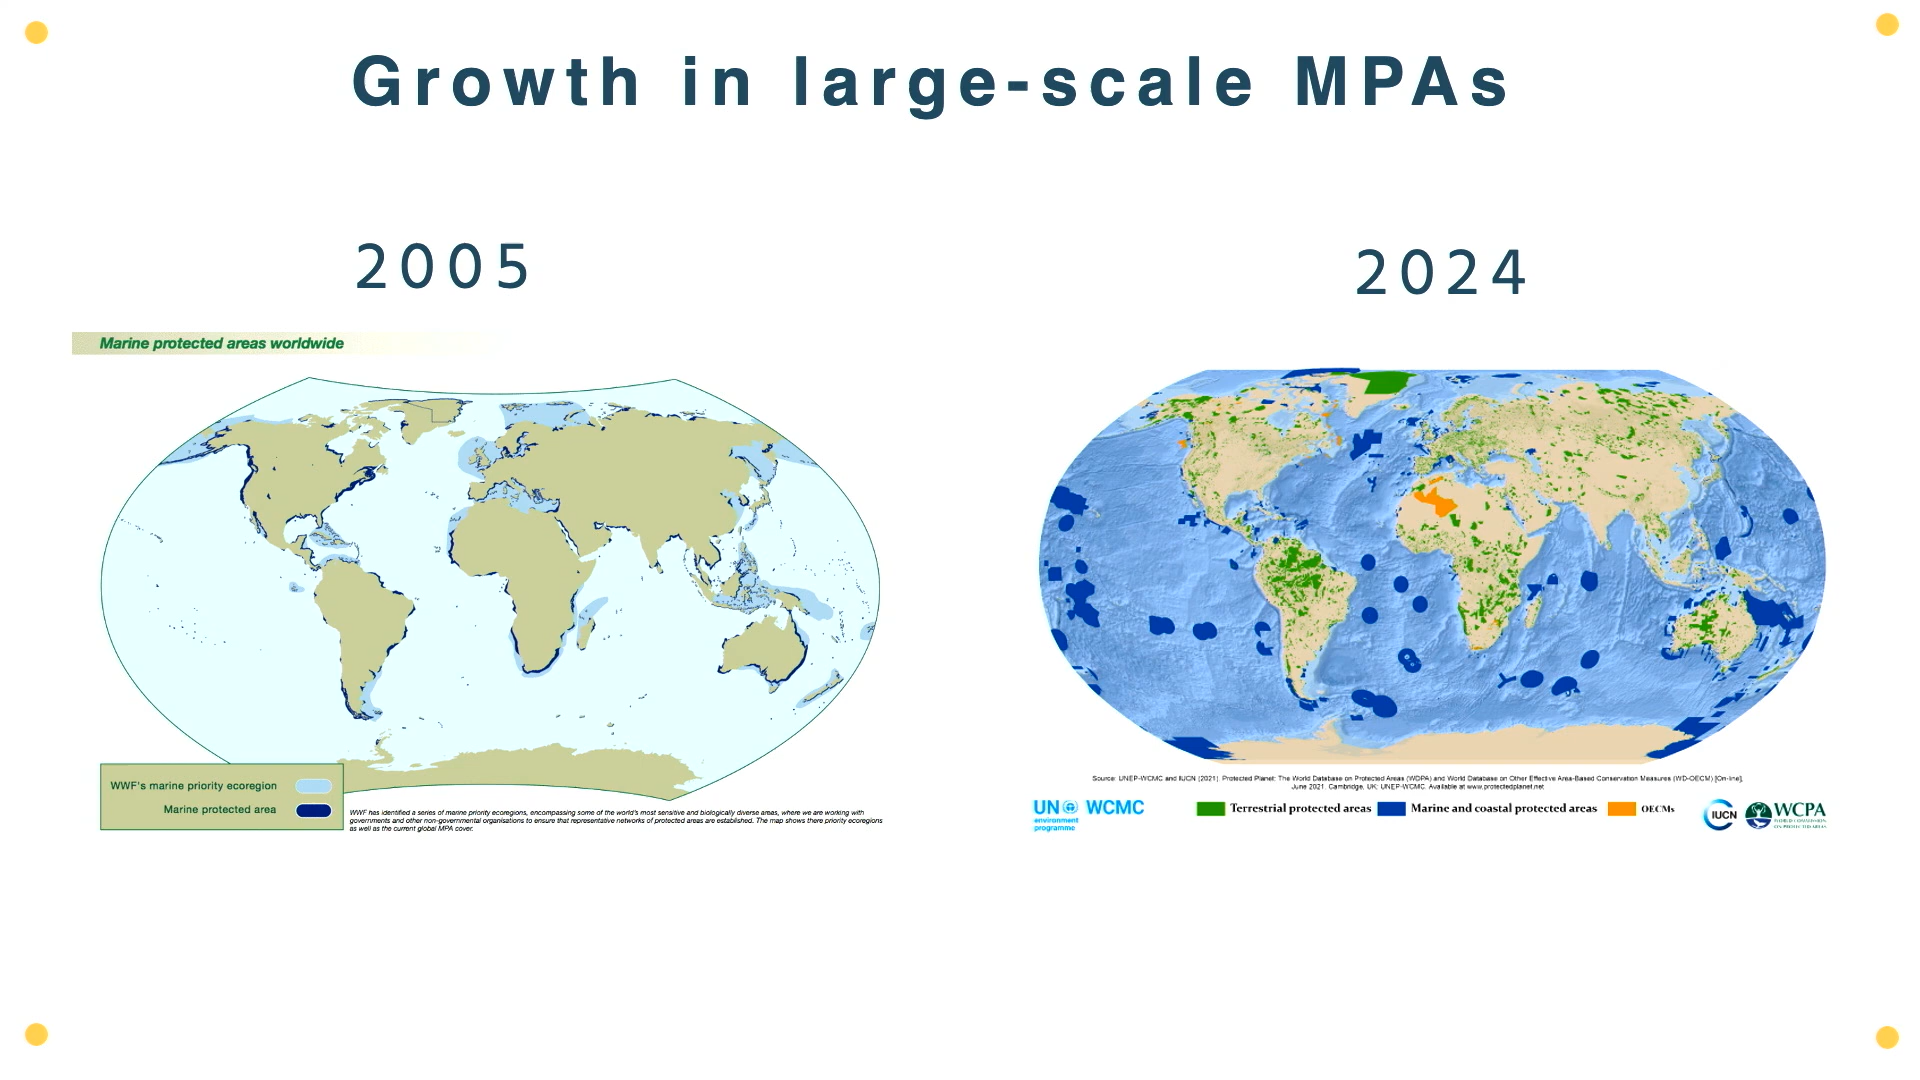 Growth in large-scale MPAs
2005
2024
Marine protected areas worldwide
WWF's marine priority ecoregion
Marine protected area
WWF has identified a series of marine priority ecoregions, encompassing some of the world's most sensitive and biologically diverse areas, where we are working with
governments and other non-governmental organisations to ensure that representative networks of protected areas are established. The map shows there priority ecoregions
as well as the current global MPA cover.
Source: UNEP-WCMC and IUCN (2021). Protected Planet: The World Database on Protected Areas (WDPA) and World Database on Other Effective Area-Based Conservation Measures (WD-OECM) [On-line],
June 2021. Cambridge, UK: UNEP-WCMC. Available at www.protectedplanet.net
UN WCMC
environment
programme
Terrestrial protected areas
Marine and coastal protected areas
OECMs
IUCN
WCPA
WORLD COMMISSION
ON PROTECTED AREAS